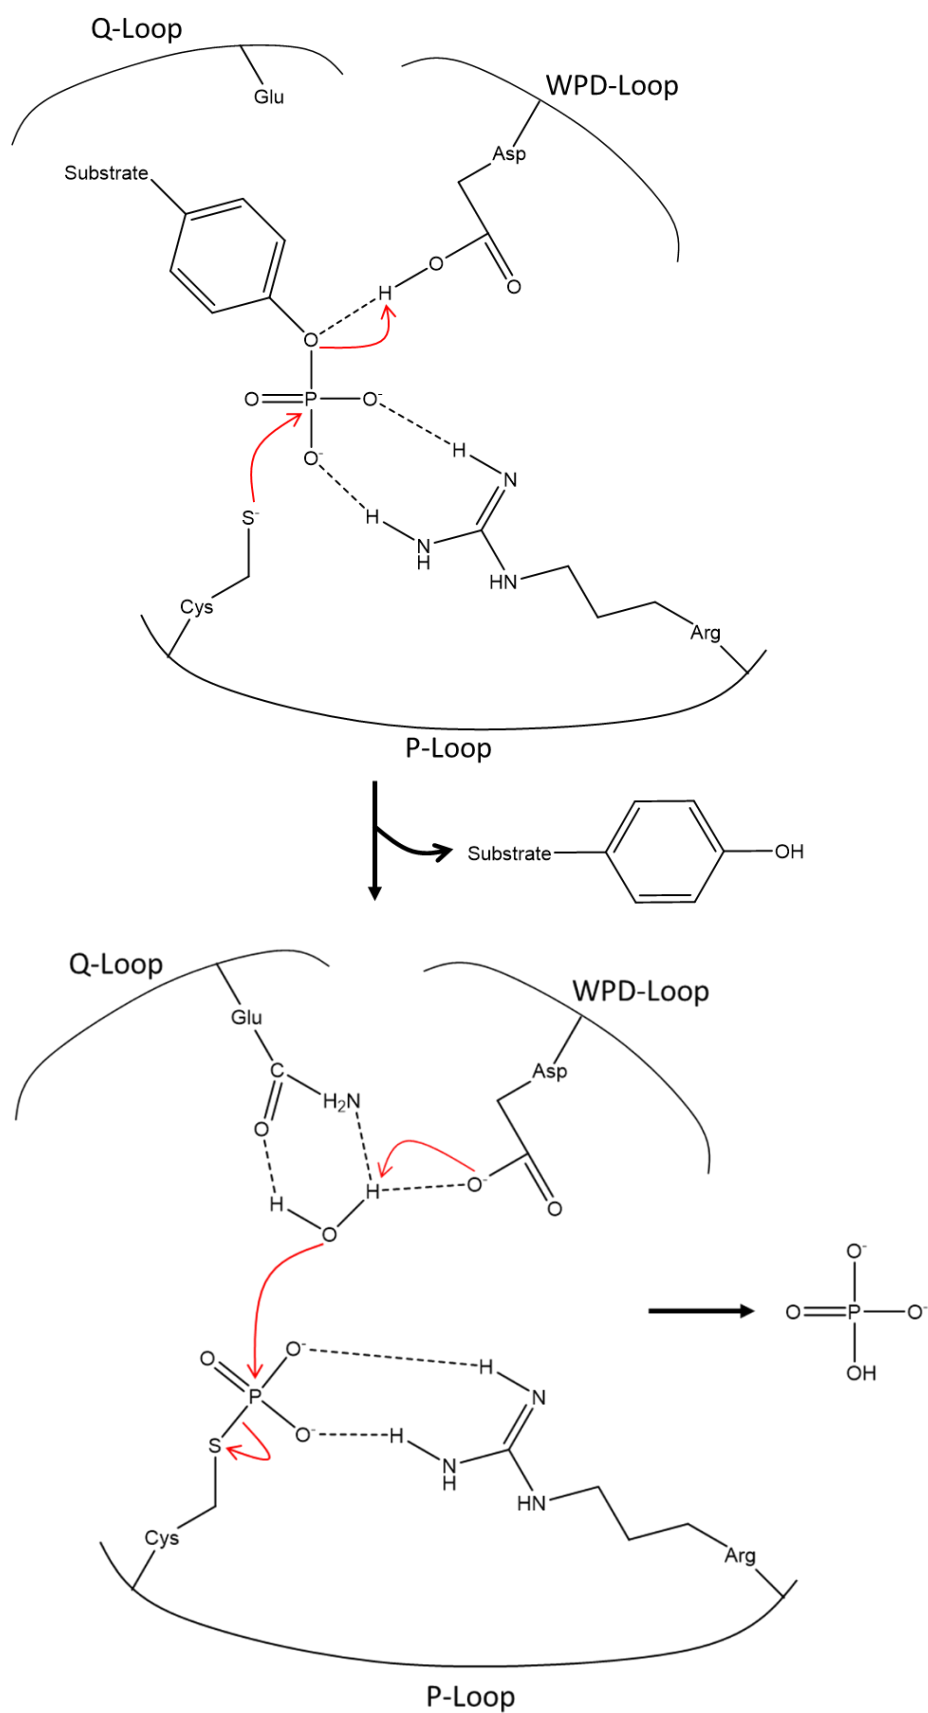 Q-Loop
WPD-Loop
Glu
Asp
Substrate
O
H
O
O
O=P-O⁻
O⁻
H
N
S⁻
H
N
H
HN
Cys
Arg
P-Loop
Substrate
OH
Q-Loop
WPD-Loop
Glu
C
Asp
H₂N
O
H
H
O⁻
O
O
O⁻
O
O⁻
P
O⁻
H
N
O=P-O⁻
OH
S
O⁻
H
N
H
HN
Cys
Arg
P-Loop